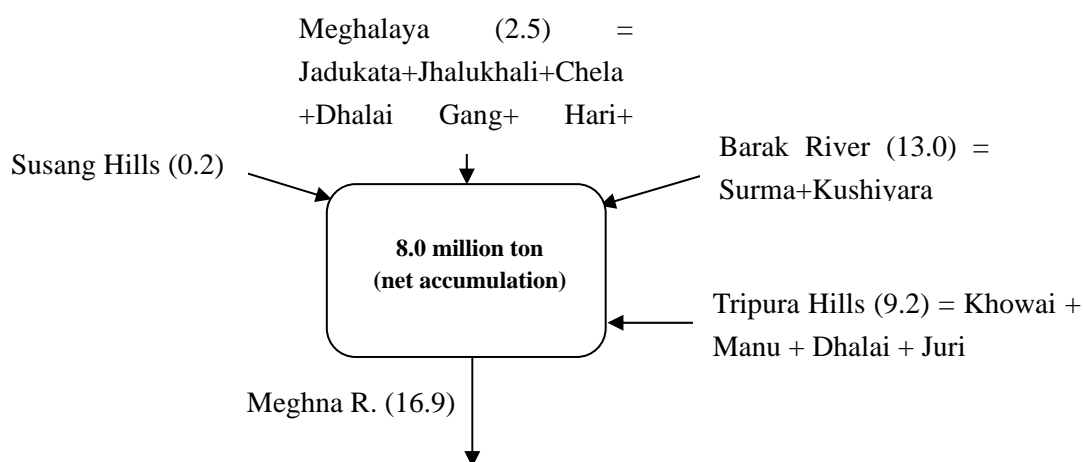 Meghalaya (2.5) =
Jadukata+Jhalukhali+Chela
+Dhalai Gang+ Hari+
Susang Hills (0.2)
Barak River (13.0) =
Surma+Kushiyara
8.0 million ton
(net accumulation)
Tripura Hills (9.2) = Khowai +
Manu + Dhalai + Juri
Meghna R. (16.9)